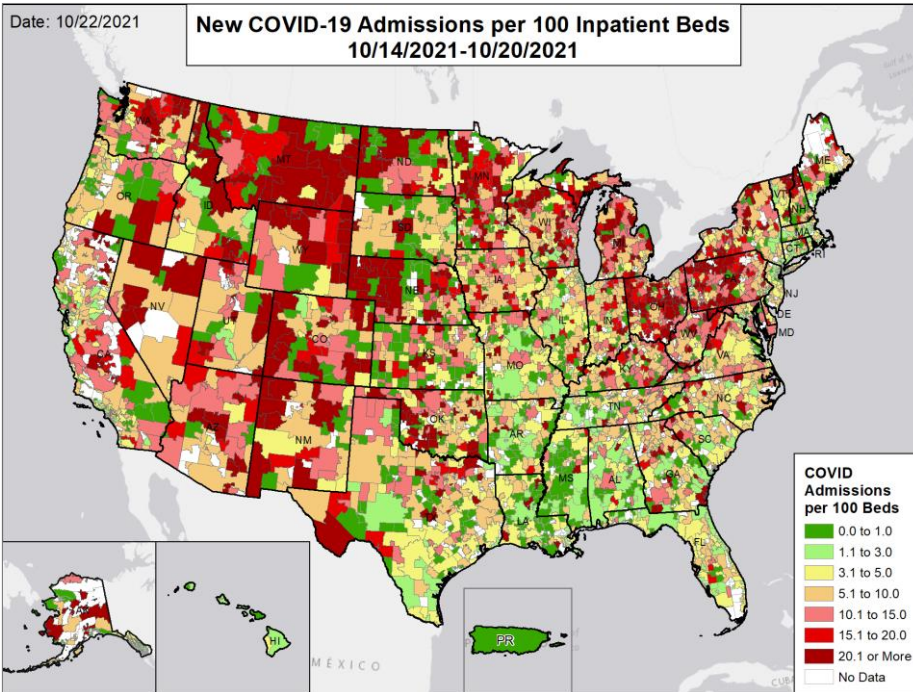 Date: 10/22/2021
New COVID-19 Admissions per 100 Inpatient Beds
10/14/2021-10/20/2021
WA
MT
ND
MN
ME
OR
ID
WY
SD
WI
MI
NY
VT
NH
MA
CT
RI
NV
NE
IA
IL
IN
OH
PA
NJ
DE
MD
CA
UT
CO
KS
MO
KY
WV
VA
AZ
NM
OK
AR
TN
NC
SC
LA
MS
AL
GA
FL
AK
HI
PR
MÉXICO
CUBA
COVID
Admissions
per 100 Beds
0.0 to 1.0
1.1 to 3.0
3.1 to 5.0
5.1 to 10.0
10.1 to 15.0
15.1 to 20.0
20.1 or More
No Data